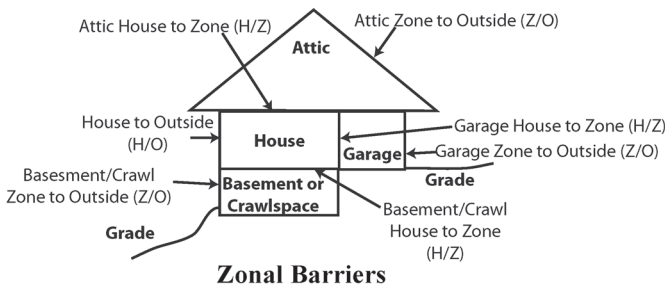 Attic House to Zone (H/Z)
Attic Zone to Outside (Z/O)
Attic
House to Outside
(H/O)
House
Garage House to Zone (H/Z)
Garage
Garage Zone to Outside (Z/O)
Basesment/Crawl
Zone to Outside (Z/O)
Basement or
Crawlspace
Grade
Basement/Crawl
House to Zone
(H/Z)
Grade
Zonal Barriers